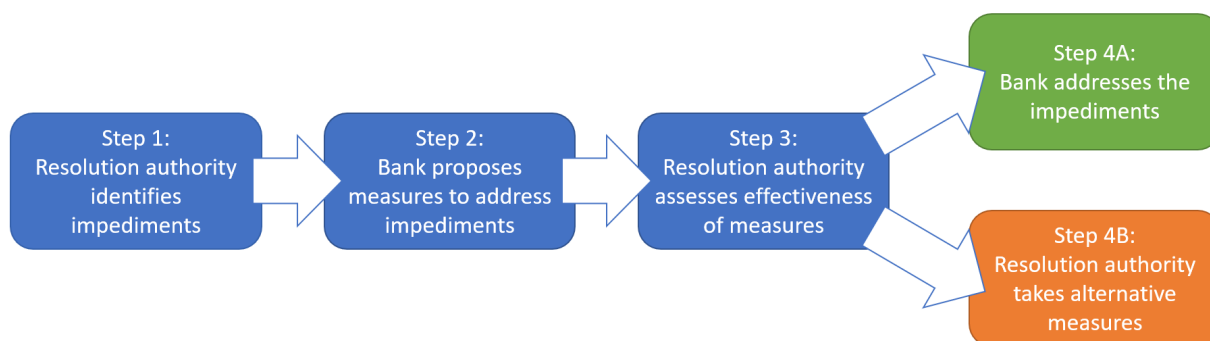 Step 1:
Resolution authority
identifies
impediments
Step 2:
Bank proposes
measures to address
impediments
Step 3:
Resolution authority
assesses effectiveness
of measures
Step 4A:
Bank addresses the
impediments
Step 4B:
Resolution authority
takes alternative
measures